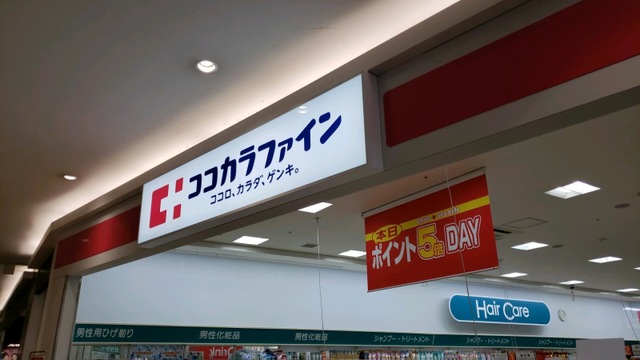 ココカラファイン
ココロ、カラダ、ゲンキ。
本日
ポイント5倍DAY
Hair Care
男性用ひげ剃り
男性化粧品
男性化粧品
シャンプー・トリートメント
シャンプー・トリートメント